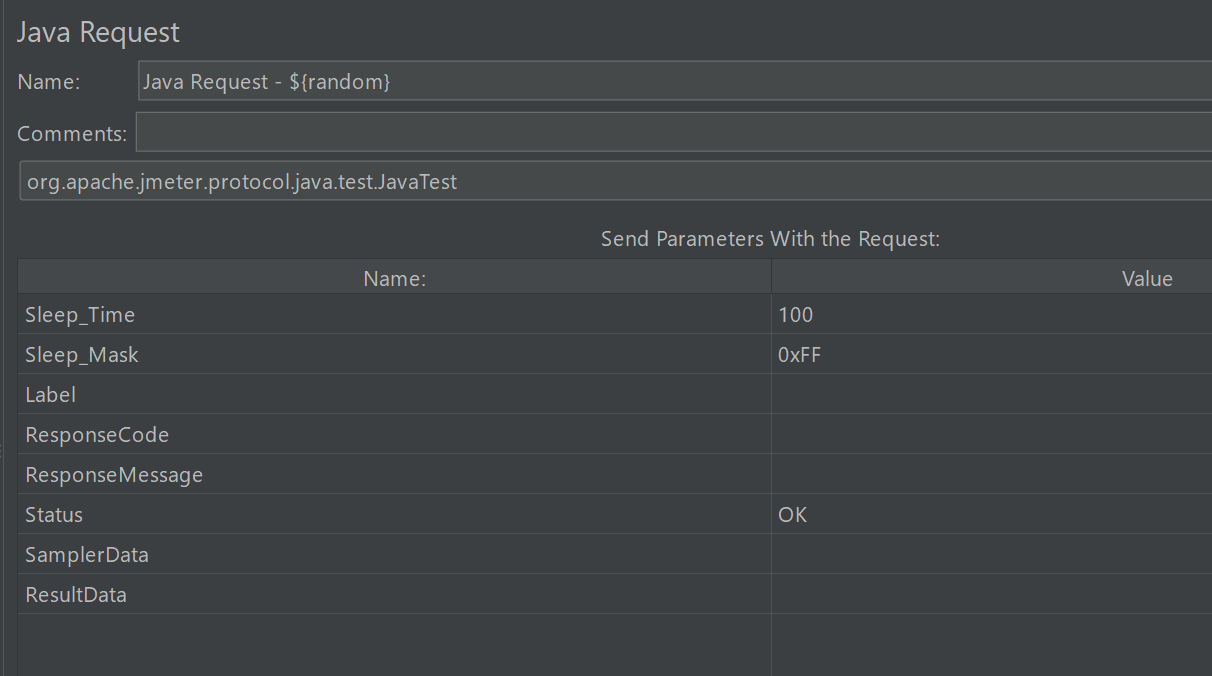 Java Request
Name: Java Request - ${random}
Comments:
org.apache.jmeter.protocol.java.test.JavaTest
Send Parameters With the Request:
Name: Value
Sleep_Time 100
Sleep_Mask 0xFF
Label
ResponseCode
ResponseMessage
Status OK
SamplerData
ResultData